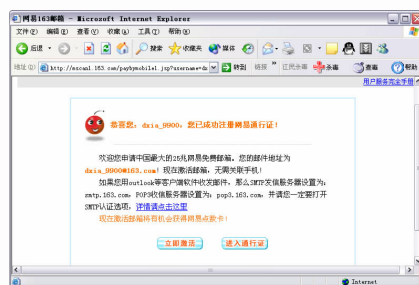 网易163邮箱 - Microsoft Internet Explorer
文件(F) 编辑(E) 查看(V) 收藏(A) 工具(T) 帮助(H)
后退 搜索 收藏夹 媒体
地址(D) 转到 链接 江民杀毒 杀毒 查毒 帮助
用户服务完全手册
恭喜您：dxia_9900，您已成功注册网易通行证！
欢迎您申请中国最大的25兆网易免费邮箱。您的邮件地址为
dxia_9900@163.com！现在激活邮箱，无需关联手机！
如果您用outlook等客户端软件收发邮件，那么SMTP发信服务器设置为：
smtp.163.com，POP3收信服务器设置为：pop3.163.com，并请您一定要打开
SMTP认证选项，详情请点击这里
现在激活邮箱将有机会获得网易点数卡！
立即激活 进入通行证
Internet